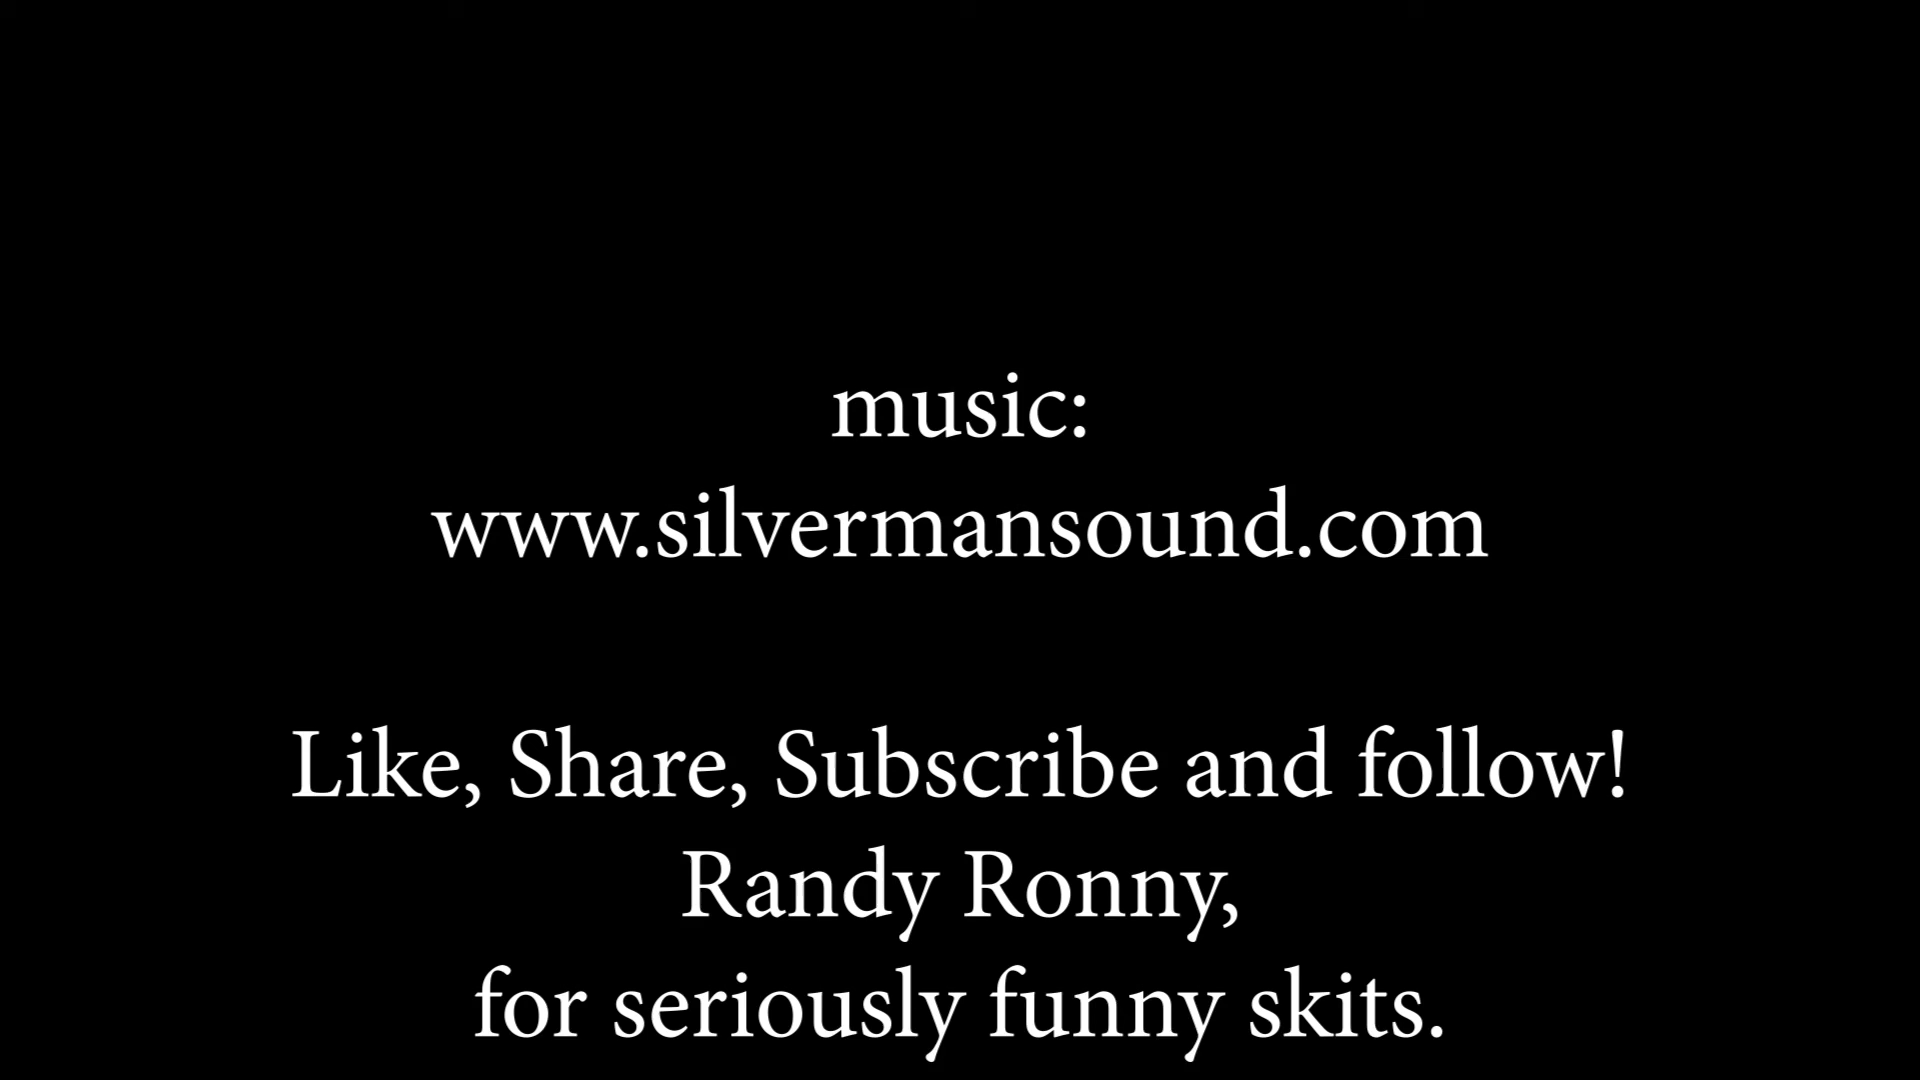 music:
www.silvermansound.com
Like, Share, Subscribe and follow!
Randy Ronny,
for seriously funny skits.